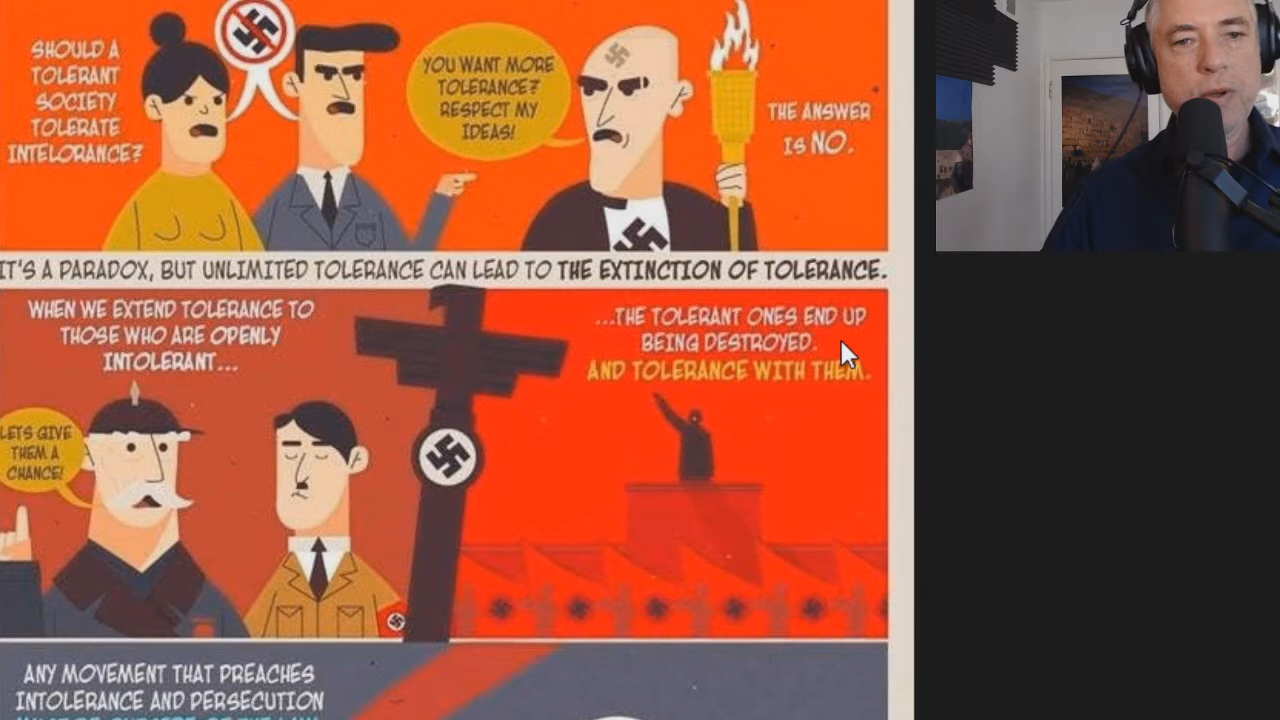 SHOULD A
TOLERANT
SOCIETY
TOLERATE
INTELORANCE?
YOU WANT MORE
TOLERANCE?
RESPECT MY
IDEAS!
THE ANSWER
IS NO.
IT'S A PARADOX, BUT UNLIMITED TOLERANCE CAN LEAD TO THE EXTINCTION OF TOLERANCE.
WHEN WE EXTEND TOLERANCE TO
THOSE WHO ARE OPENLY
INTOLERANT...
...THE TOLERANT ONES END UP
BEING DESTROYED.
AND TOLERANCE WITH THEM.
LETS GIVE
THEM A
CHANCE!
ANY MOVEMENT THAT PREACHES
INTOLERANCE AND PERSECUTION